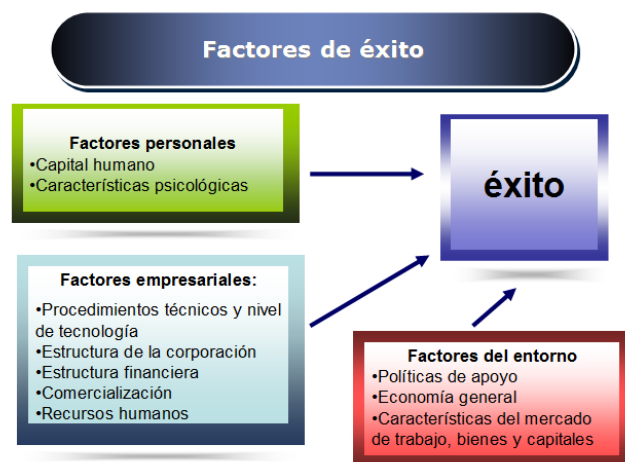 Factores de éxito
Factores personales
•Capital humano
•Características psicológicas
éxito
Factores empresariales:
•Procedimientos técnicos y nivel
de tecnología
•Estructura de la corporación
•Estructura financiera
•Comercialización
•Recursos humanos
Factores del entorno
•Políticas de apoyo
•Economía general
•Características del mercado
de trabajo, bienes y capitales